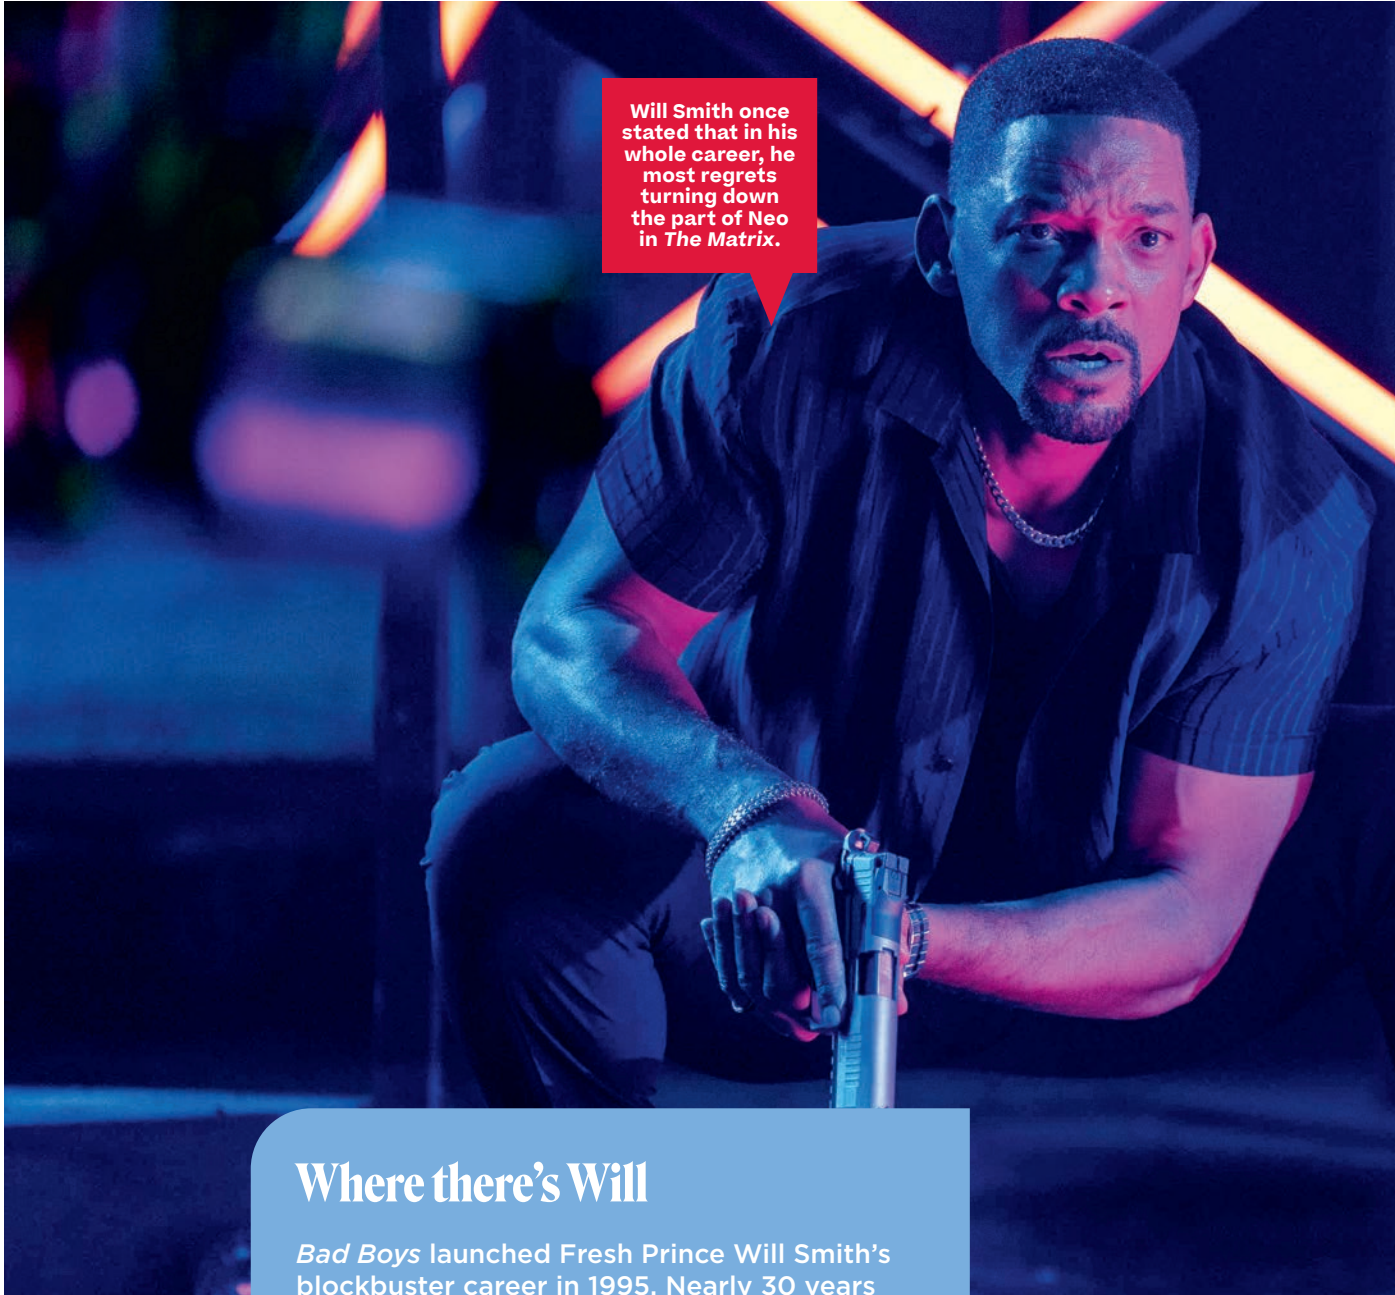 Will Smith once
stated that in his
whole career, he
most regrets
turning down
the part of Neo
in The Matrix.
Where there's Will
Bad Boys launched Fresh Prince Will Smith's
blockbuster career in 1995. Nearly 30 years